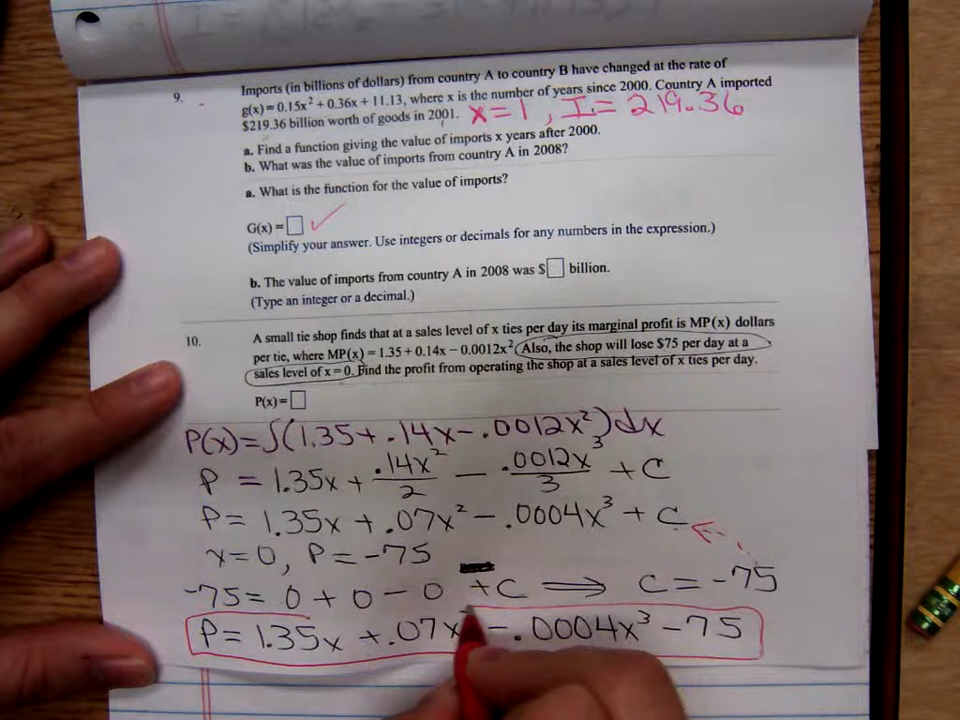 9. Imports (in billions of dollars) from country A to country B have changed at the rate of
g(x) = 0.15x² + 0.36x + 11.13, where x is the number of years since 2000. Country A imported
$219.36 billion worth of goods in 2001. x=1, I=219.36
a. Find a function giving the value of imports x years after 2000.
b. What was the value of imports from country A in 2008?
a. What is the function for the value of imports?
G(x) = □ ✓
(Simplify your answer. Use integers or decimals for any numbers in the expression.)
b. The value of imports from country A in 2008 was $□ billion.
(Type an integer or a decimal.)
10. A small tie shop finds that at a sales level of x ties per day its marginal profit is MP(x) dollars
per tie, where MP(x) = 1.35 + 0.14x − 0.0012x². Also, the shop will lose $75 per day at a
sales level of x = 0. Find the profit from operating the shop at a sales level of x ties per day.
P(x) = □
P(x)=∫(1.35+.14x-.0012x²)dx
P = 1.35x + .14x²/2 - .0012x³/3 + C
P= 1.35x + .07x² - .0004x³ + C
x=0, P=-75
-75= 0 + 0 - 0 +C ⟹ C=-75
P= 1.35x +.07x² -.0004x³ -75